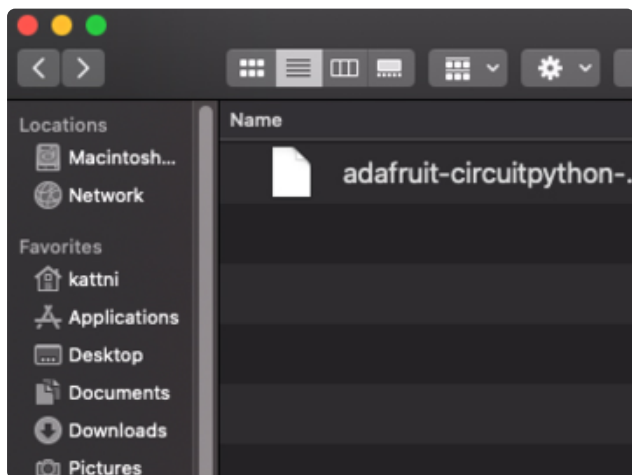 Locations
Macintosh...
Network
Favorites
kattni
Applications
Desktop
Documents
Downloads
Pictures
Name
adafruit-circuitpython-.